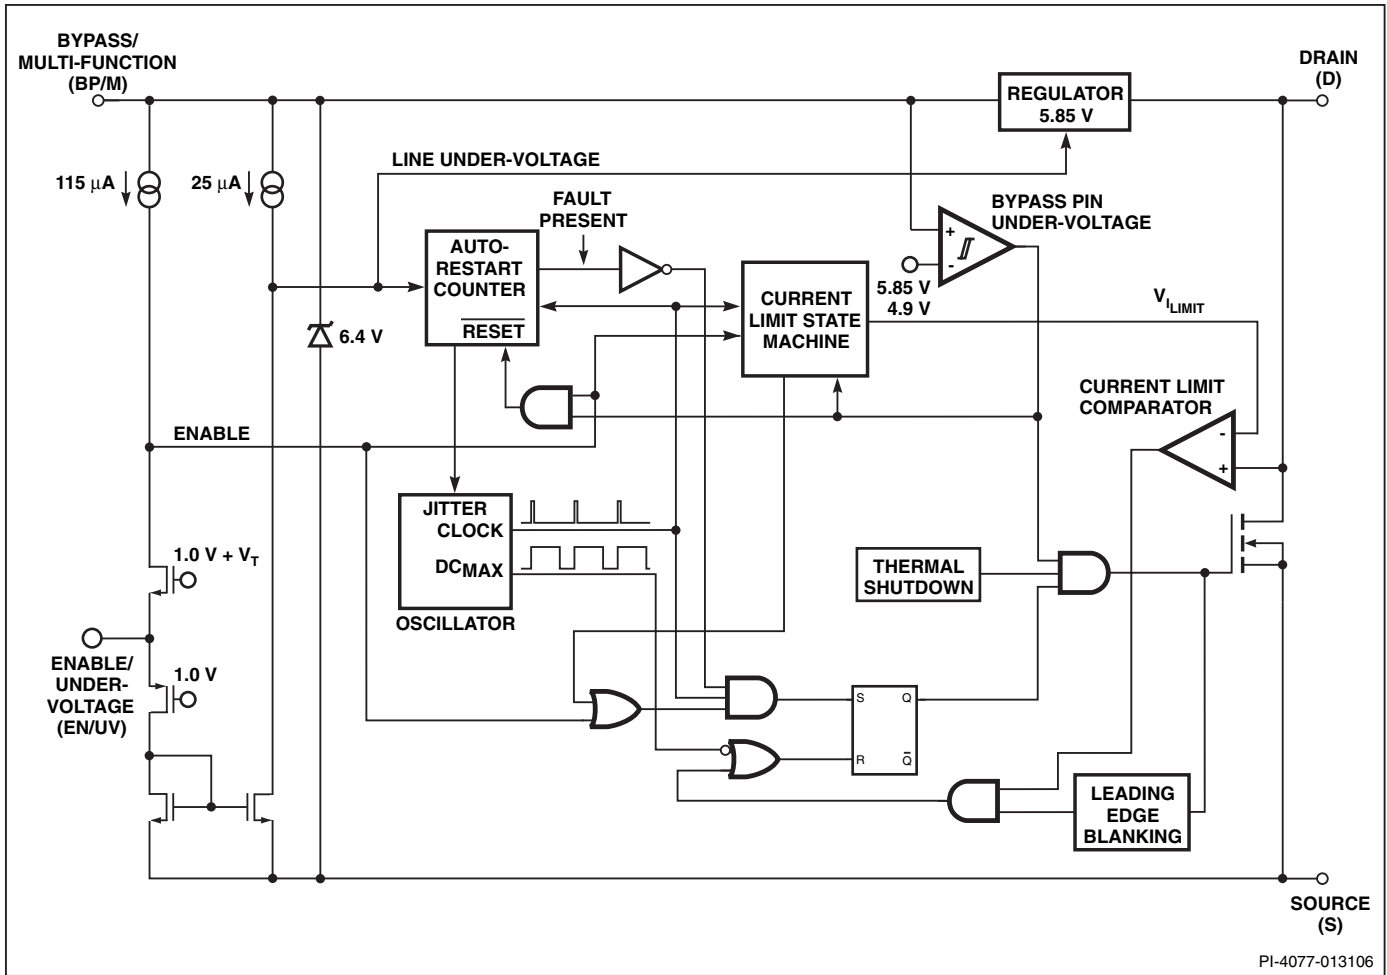 BYPASS/
MULTI-FUNCTION
(BP/M)
DRAIN
(D)
REGULATOR
5.85 V
LINE UNDER-VOLTAGE
115 μA
25 μA
FAULT
PRESENT
BYPASS PIN
UNDER-VOLTAGE
AUTO-
RESTART
COUNTER
RESET
+
-
5.85 V
4.9 V
CURRENT
LIMIT STATE
MACHINE
VILIMIT
6.4 V
CURRENT LIMIT
COMPARATOR
-
+
ENABLE
JITTER
CLOCK
DCMAX
OSCILLATOR
1.0 V + VT
THERMAL
SHUTDOWN
ENABLE/
UNDER-
VOLTAGE
(EN/UV)
1.0 V
S Q
R Q̅
LEADING
EDGE
BLANKING
SOURCE
(S)
PI-4077-013106